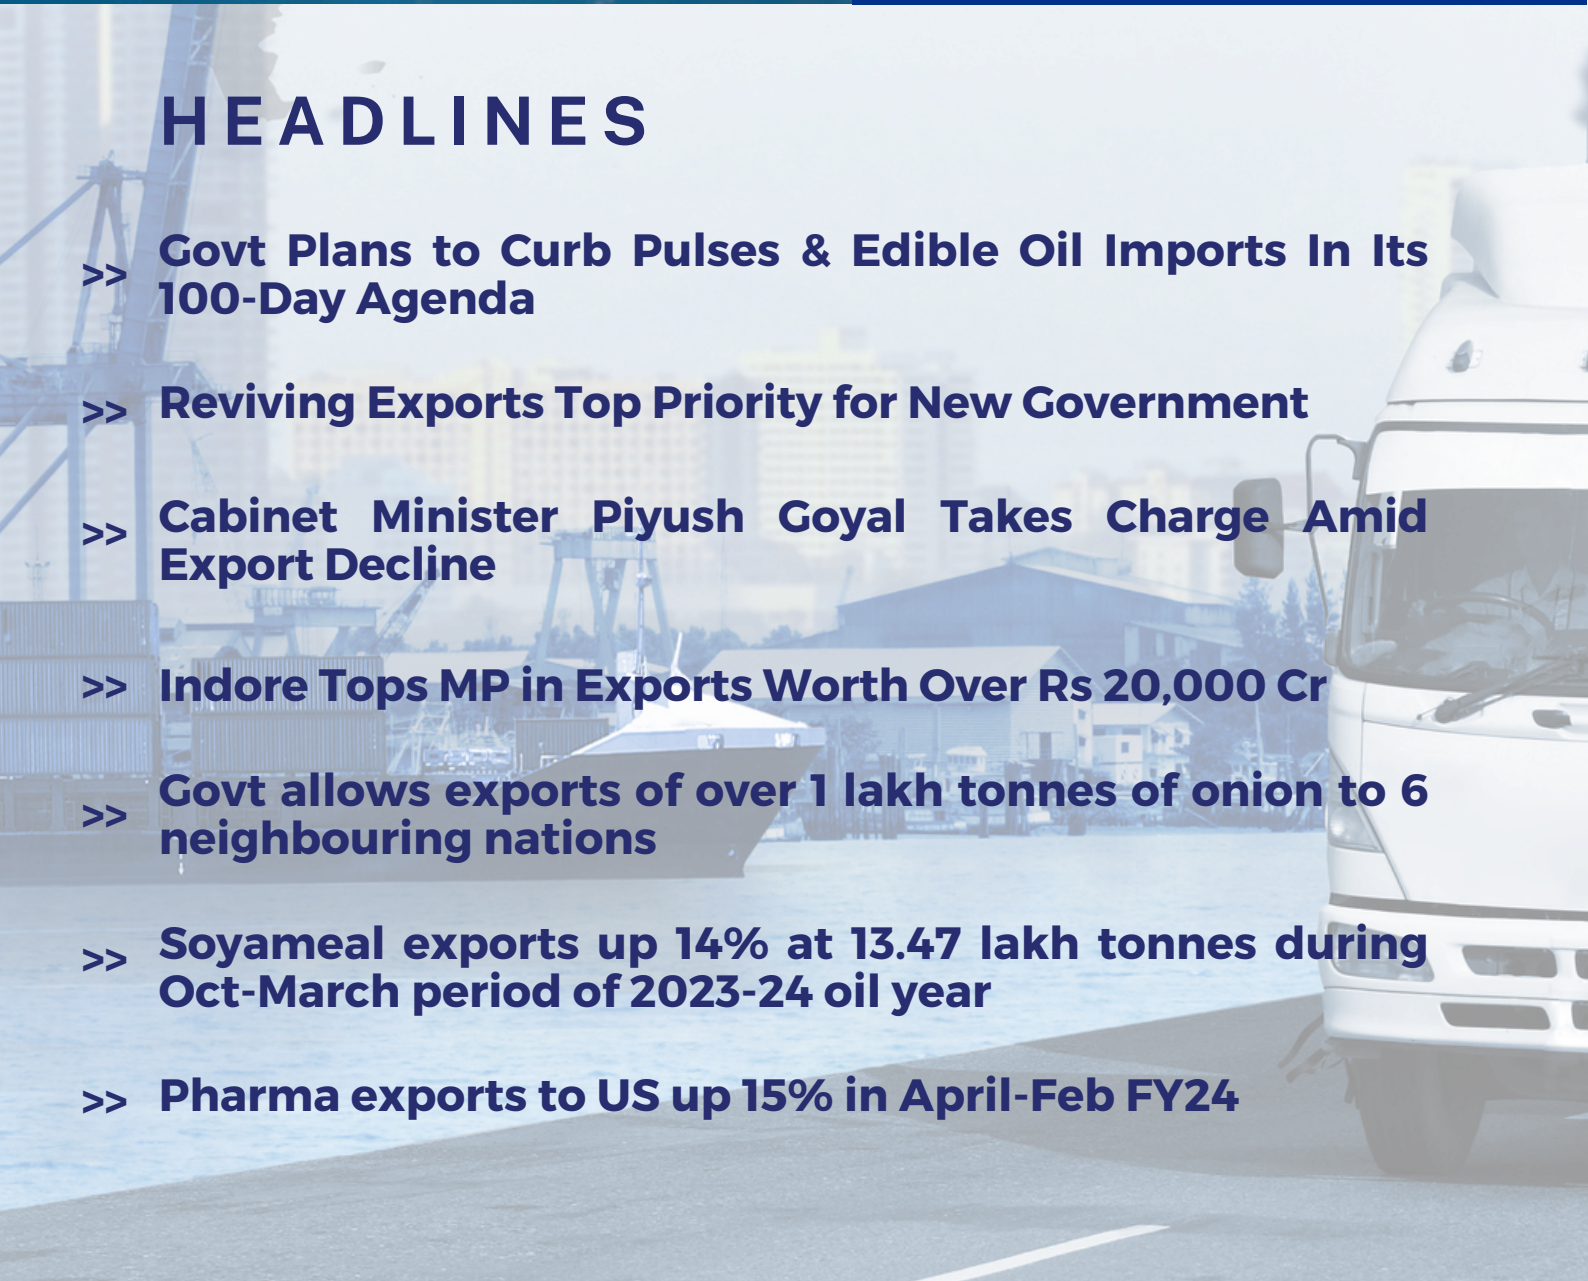 HEADLINES
>> Govt Plans to Curb Pulses & Edible Oil Imports In Its
100-Day Agenda
>> Reviving Exports Top Priority for New Government
>> Cabinet Minister Piyush Goyal Takes Charge Amid
Export Decline
>> Indore Tops MP in Exports Worth Over Rs 20,000 Cr
>> Govt allows exports of over 1 lakh tonnes of onion to 6
neighbouring nations
>> Soyameal exports up 14% at 13.47 lakh tonnes during
Oct-March period of 2023-24 oil year
>> Pharma exports to US up 15% in April-Feb FY24